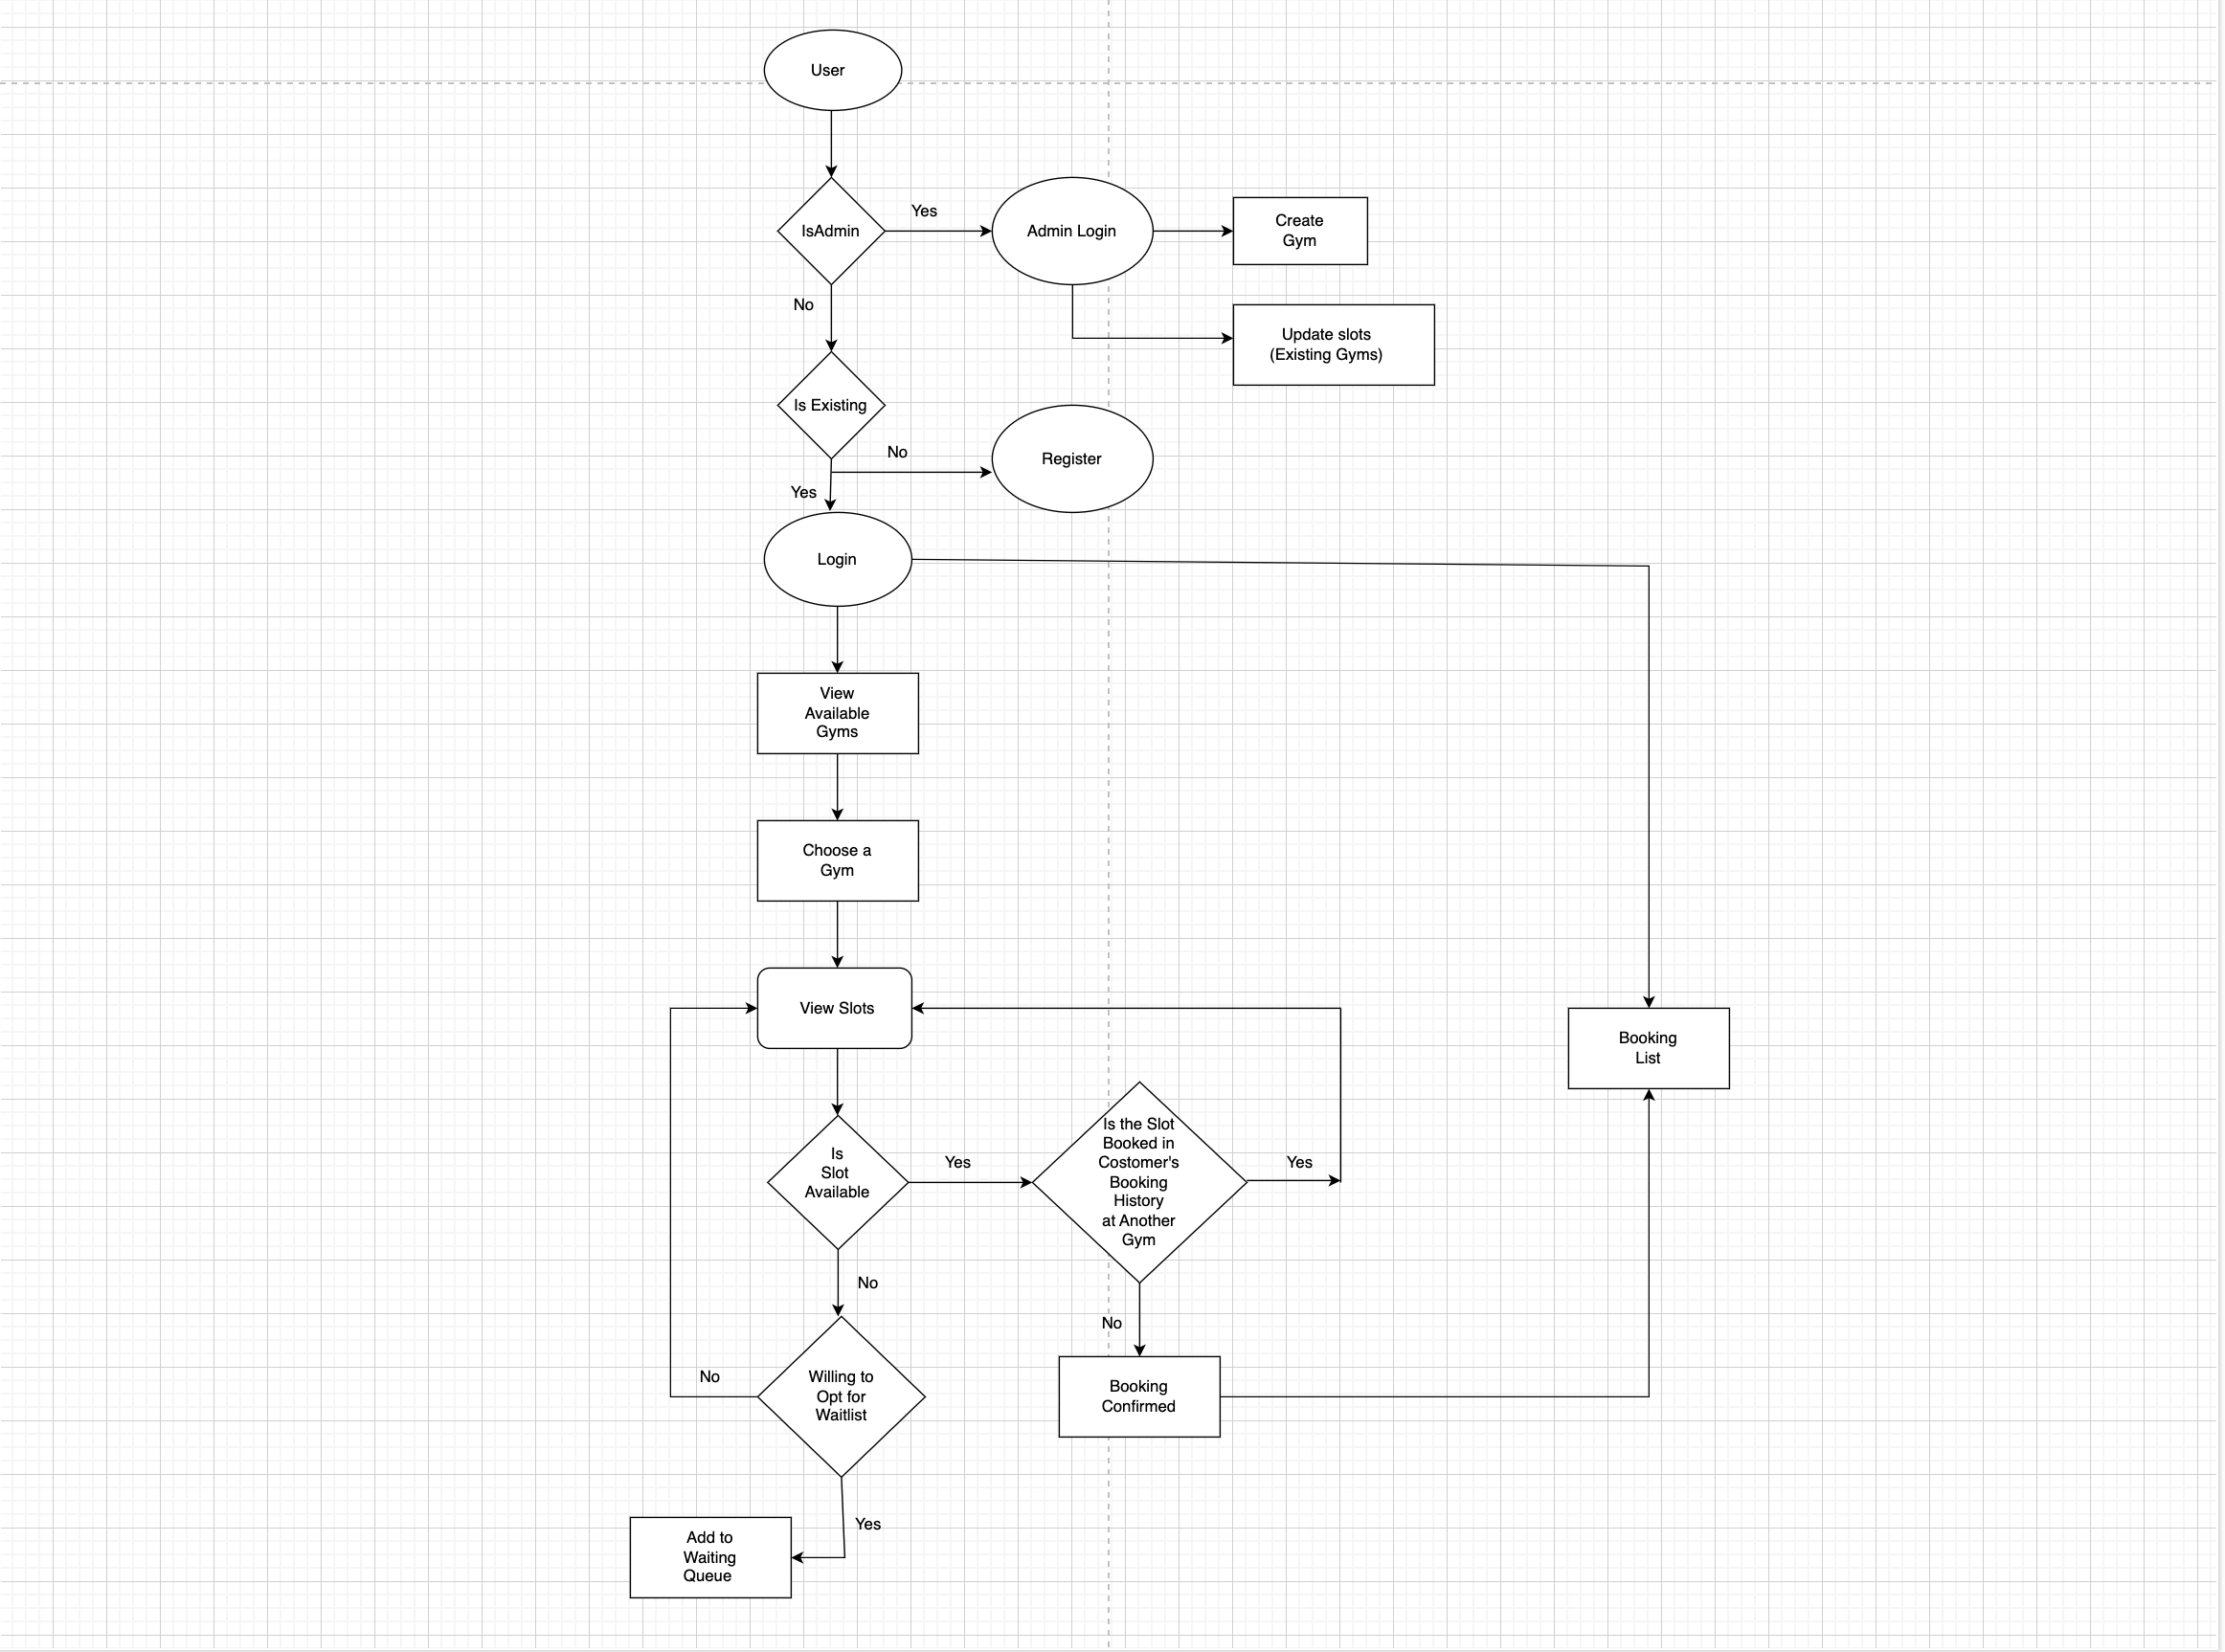 User
IsAdmin
Yes
Admin Login
Create
Gym
No
Update slots
(Existing Gyms)
Is Existing
No
Register
Yes
Login
View
Available
Gyms
Choose a
Gym
View Slots
Booking
List
Is
Slot
Available
Yes
Is the Slot
Booked in
Costomer's
Booking
History
at Another
Gym
Yes
No
No
Willing to
Opt for
Waitlist
No
Booking
Confirmed
Yes
Add to
Waiting
Queue